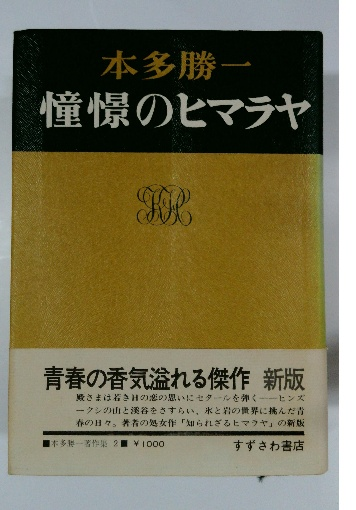 本多勝一
憧憬のヒマラヤ
青春の香気溢れる傑作 新版
殿さまは若き日の恋の思いにセタールを弾く――ヒンズ
ークシの山と渓谷をさすらい、氷と岩の世界に挑んだ青
春の日々。著者の処女作「知られざるヒマラヤ」の新版
■本多勝一著作集 2■ ￥1000
すずさわ書店